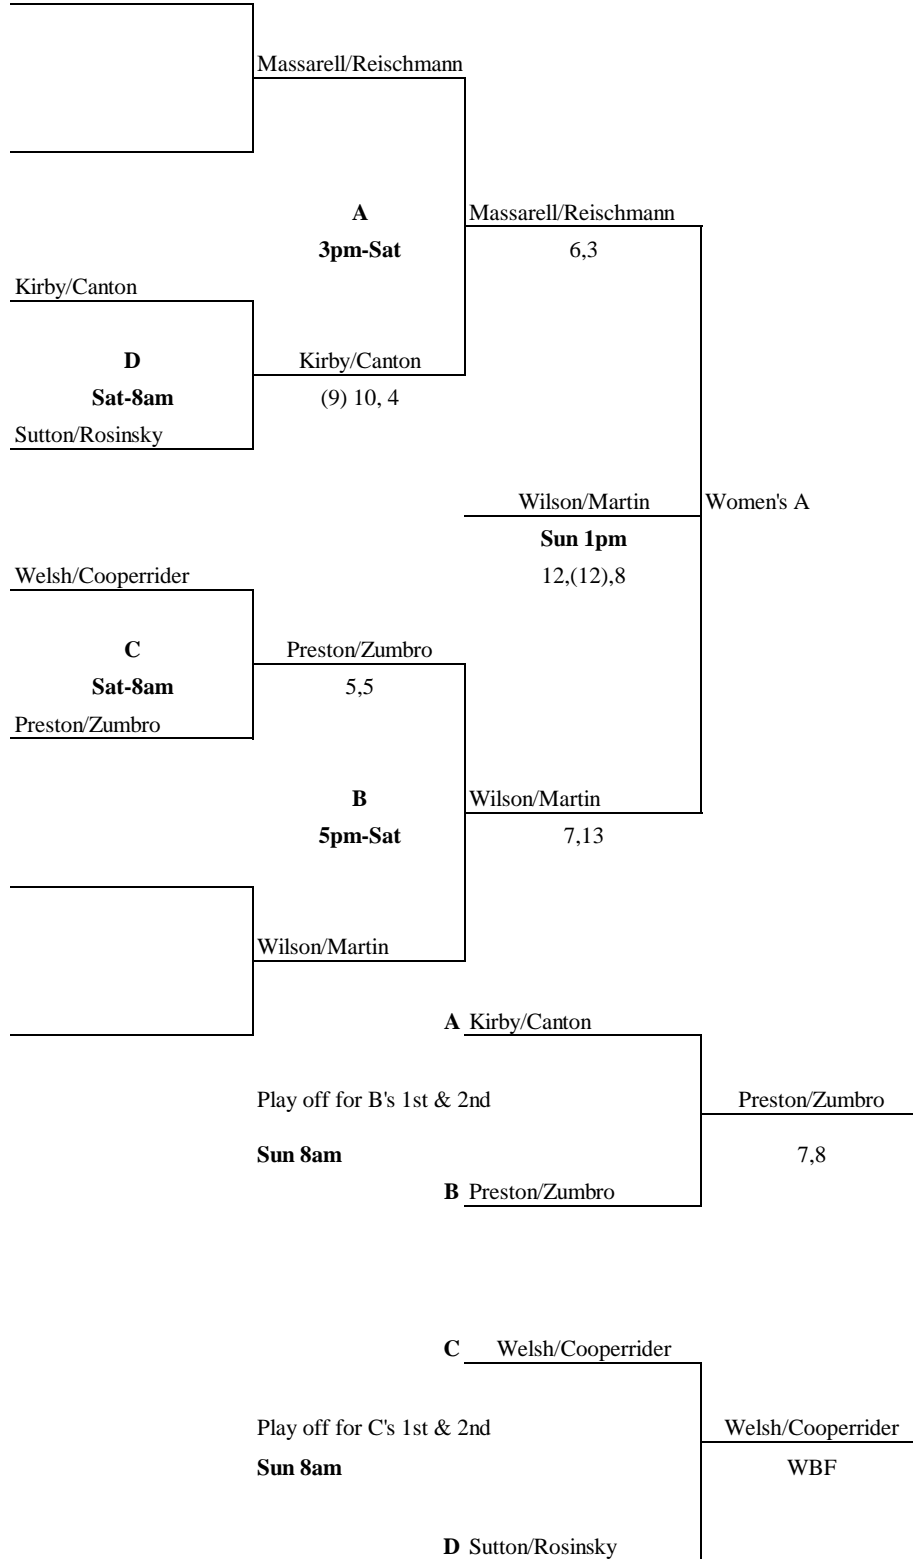 Massarell/Reischmann
A
Massarell/Reischmann
3pm-Sat
6,3
Kirby/Canton
D
Kirby/Canton
Sat-8am
(9) 10, 4
Sutton/Rosinsky
Wilson/Martin
Women's A
Sun 1pm
Welsh/Cooperrider
12,(12),8
C
Preston/Zumbro
Sat-8am
5,5
Preston/Zumbro
B
Wilson/Martin
5pm-Sat
7,13
Wilson/Martin
A Kirby/Canton
Play off for B's 1st & 2nd
Preston/Zumbro
Sun 8am
7,8
B Preston/Zumbro
C Welsh/Cooperrider
Play off for C's 1st & 2nd
Welsh/Cooperrider
Sun 8am
WBF
D Sutton/Rosinsky